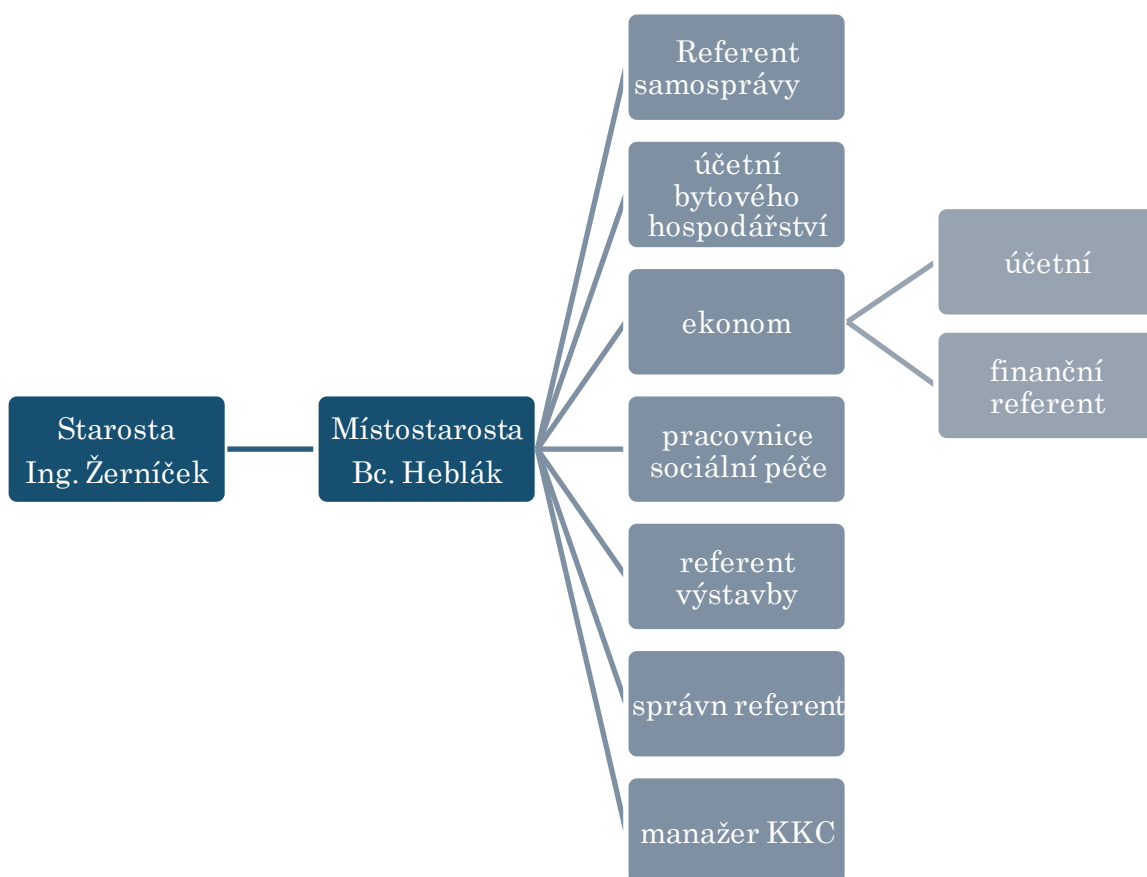 Starosta
Ing. Žerníček
Místostarosta
Bc. Heblák
Referent
samosprávy
účetní
bytového
hospodářství
ekonom
pracovnice
sociální péče
referent
výstavby
správn referent
manažer KKC
účetní
finanční
referent